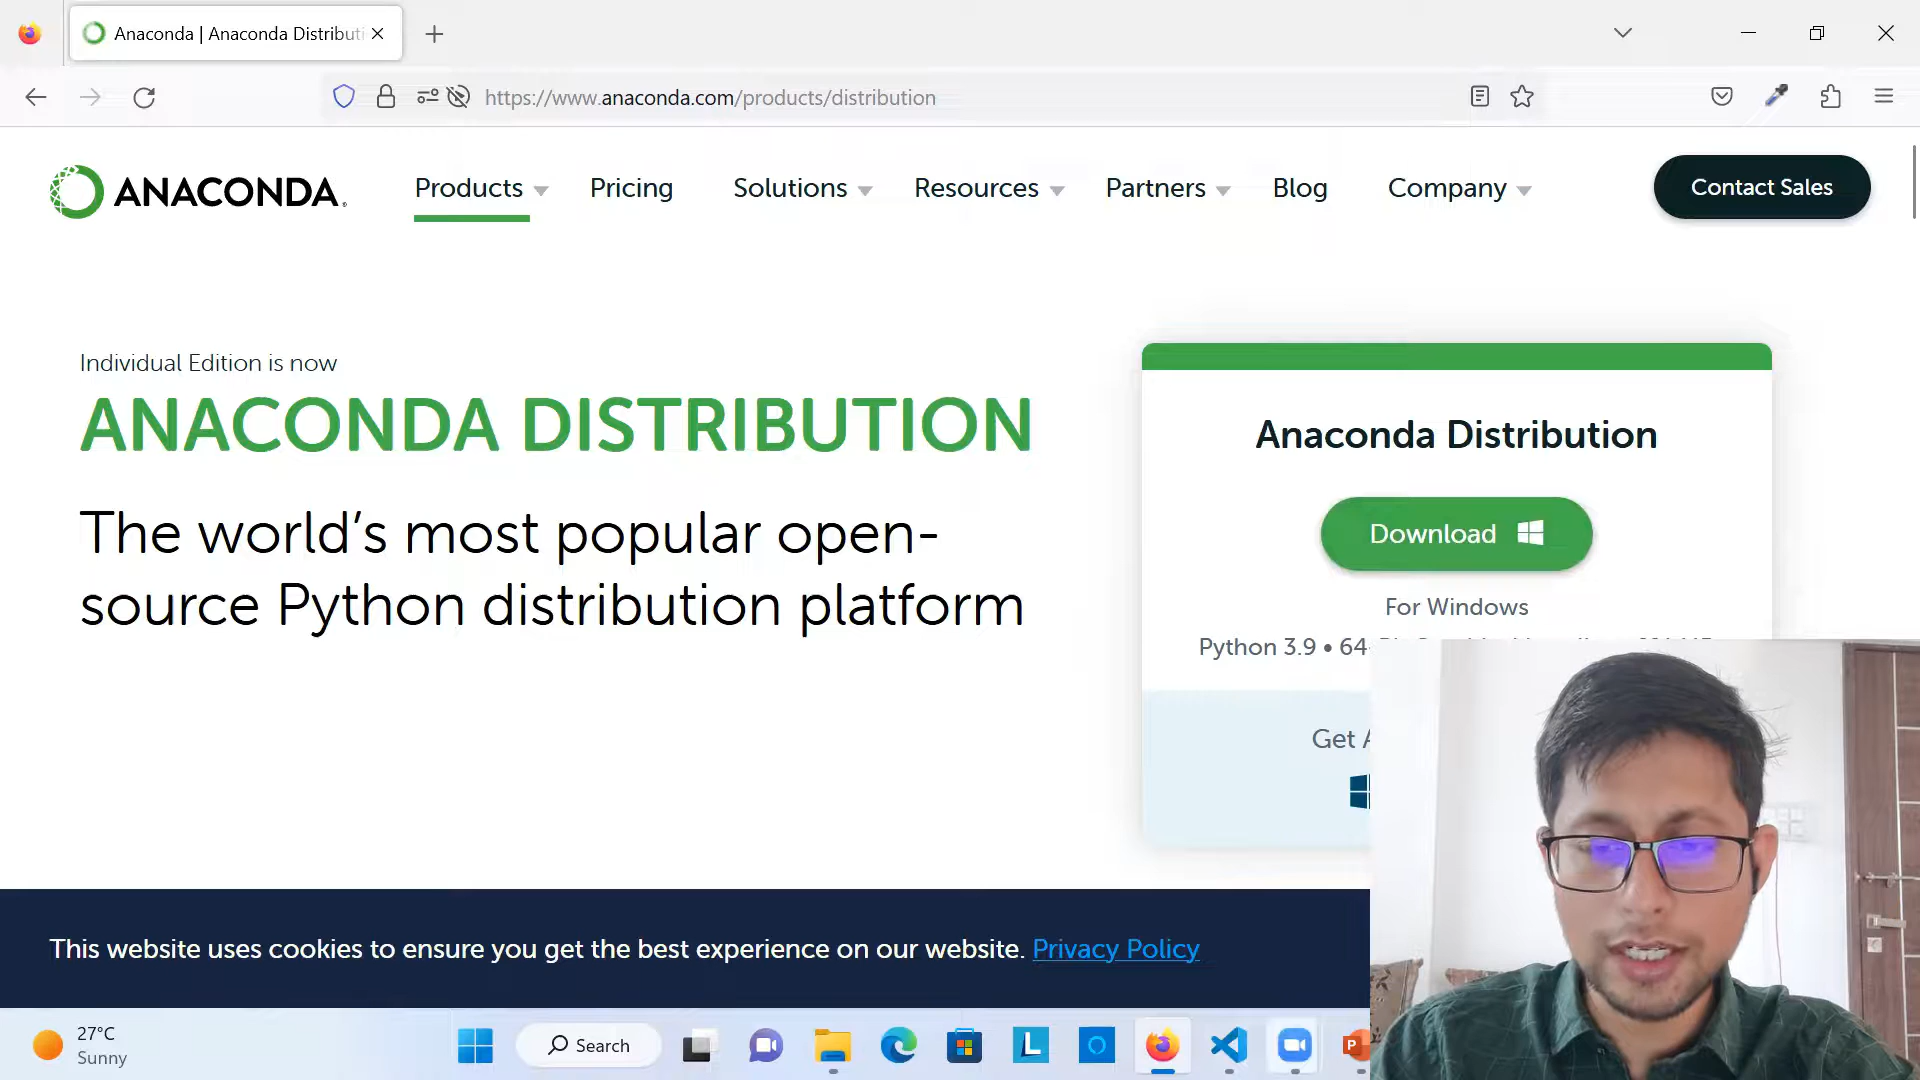 Anaconda | Anaconda Distributi
https://www.anaconda.com/products/distribution
ANACONDA.
Products
Pricing
Solutions
Resources
Partners
Blog
Company
Contact Sales
Individual Edition is now
ANACONDA DISTRIBUTION
The world's most popular open-
source Python distribution platform
Anaconda Distribution
Download
For Windows
Python 3.9 • 64-
Get A
This website uses cookies to ensure you get the best experience on our website. Privacy Policy
27°C
Sunny
Search